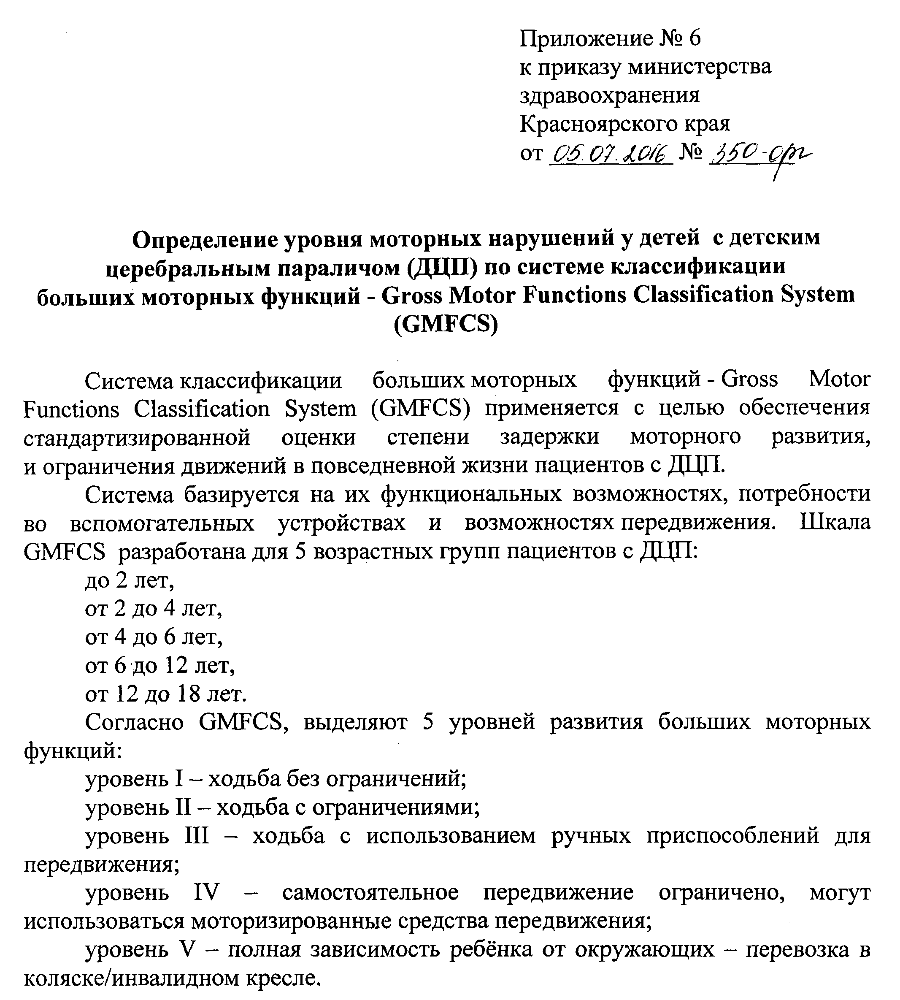 Приложение № 6
к приказу министерства
здравоохранения
Красноярского края
от 05.07.2016 № 350-орг
Определение уровня моторных нарушений у детей с детским
церебральным параличом (ДЦП) по системе классификации
больших моторных функций - Gross Motor Functions Classification System
(GMFCS)
Система классификации больших моторных функций - Gross Motor
Functions Classification System (GMFCS) применяется с целью обеспечения
стандартизированной оценки степени задержки моторного развития,
и ограничения движений в повседневной жизни пациентов с ДЦП.
Система базируется на их функциональных возможностях, потребности
во вспомогательных устройствах и возможностях передвижения. Шкала
GMFCS разработана для 5 возрастных групп пациентов с ДЦП:
до 2 лет,
от 2 до 4 лет,
от 4 до 6 лет,
от 6 до 12 лет,
от 12 до 18 лет.
Согласно GMFCS, выделяют 5 уровней развития больших моторных
функций:
уровень I – ходьба без ограничений;
уровень II – ходьба с ограничениями;
уровень III – ходьба с использованием ручных приспособлений для
передвижения;
уровень IV – самостоятельное передвижение ограничено, могут
использоваться моторизированные средства передвижения;
уровень V – полная зависимость ребёнка от окружающих – перевозка в
коляске/инвалидном кресле.